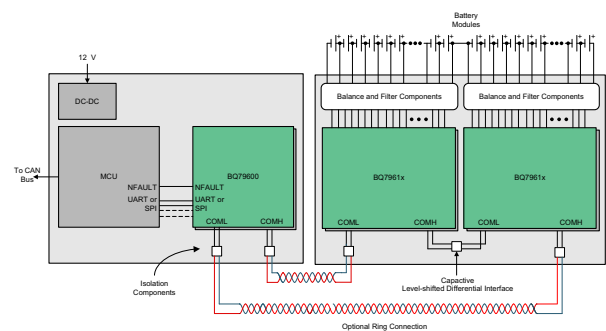 Battery
Modules
12 V
DC-DC
Balance and Filter Components
Balance and Filter Components
To CAN
Bus
MCU
NFAULT
UART or
SPI
BQ79600
NFAULT
UART or
SPI
COML
COMH
BQ7961x
COML
COMH
BQ7961x
COML
COMH
Isolation
Components
Capactive
Level-shifted Differential Interface
Optional Ring Connection